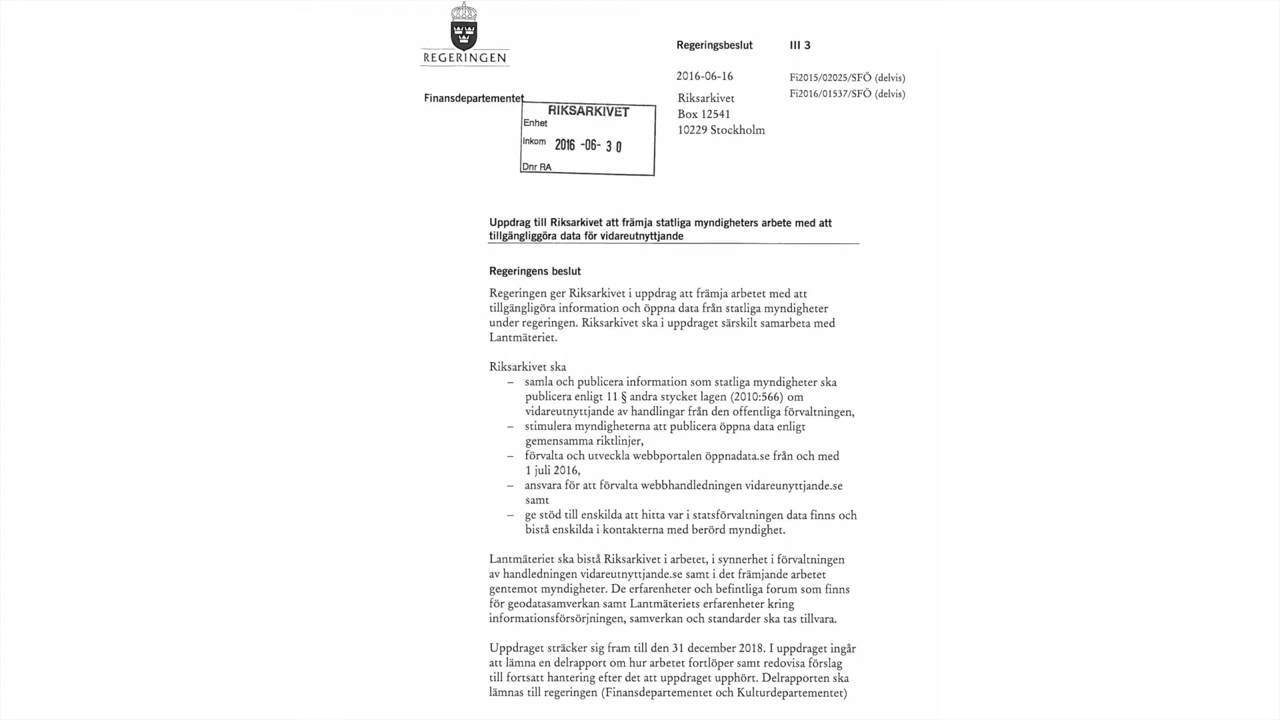 REGERINGEN
Finansdepartementet
Regeringsbeslut III 3
2016-06-16 Fi2015/02025/SFÖ (delvis)
Fi2016/01537/SFÖ (delvis)
Riksarkivet
Box 12541
10229 Stockholm
RIKSARKIVET
Enhet
Inkom 2016 -06- 3 0
Dnr RA
Uppdrag till Riksarkivet att främja statliga myndigheters arbete med att
tillgängliggöra data för vidareutnyttjande
Regeringens beslut
Regeringen ger Riksarkivet i uppdrag att främja arbetet med att
tillgängligöra information och öppna data från statliga myndigheter
under regeringen. Riksarkivet ska i uppdraget särskilt samarbeta med
Lantmäteriet.
Riksarkivet ska
– samla och publicera information som statliga myndigheter ska
publicera enligt 11 § andra stycket lagen (2010:566) om
vidareutnyttjande av handlingar från den offentliga förvaltningen,
– stimulera myndigheterna att publicera öppna data enligt
gemensamma riktlinjer,
– förvalta och utveckla webbportalen öppnadata.se från och med
1 juli 2016,
– ansvara för att förvalta webbhandledningen vidareunyttjande.se
samt
– ge stöd till enskilda att hitta var i statsförvaltningen data finns och
bistå enskilda i kontakterna med berörd myndighet.
Lantmäteriet ska bistå Riksarkivet i arbetet, i synnerhet i förvaltningen
av handledningen vidareutnyttjande.se samt i det främjande arbetet
gentemot myndigheter. De erfarenheter och befintliga forum som finns
för geodatasamverkan samt Lantmäteriets erfarenheter kring
informationsförsörjningen, samverkan och standarder ska tas tillvara.
Uppdraget sträcker sig fram till den 31 december 2018. I uppdraget ingår
att lämna en delrapport om hur arbetet fortlöper samt redovisa förslag
till fortsatt hantering efter det att uppdraget upphört. Delrapporten ska
lämnas till regeringen (Finansdepartementet och Kulturdepartementet)